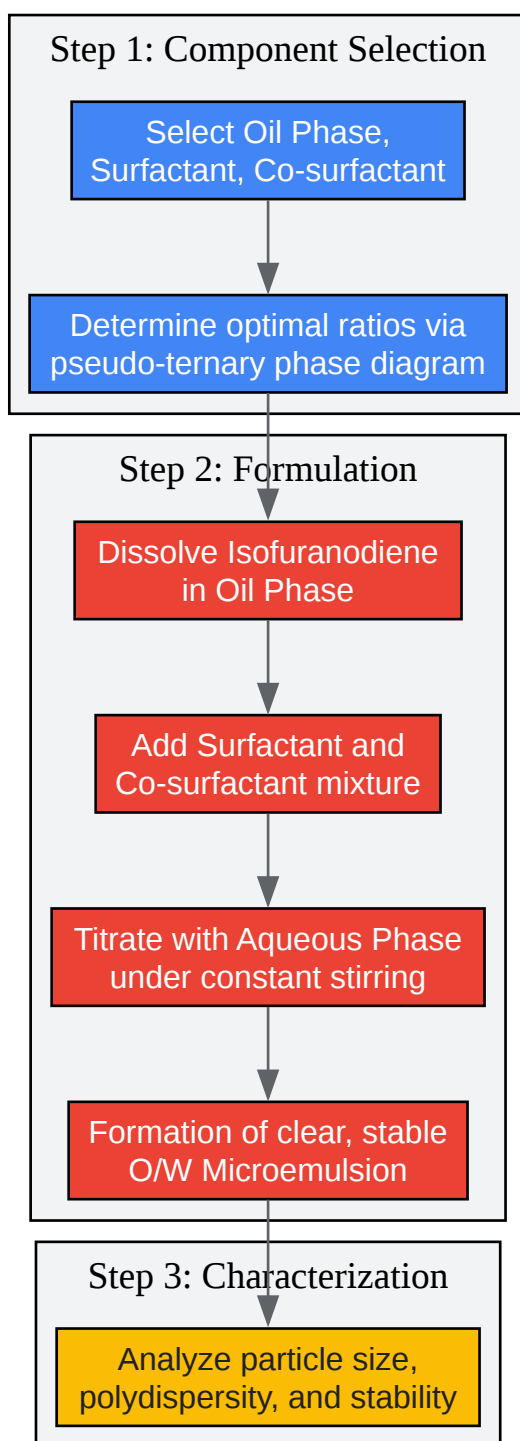 Step 1: Component Selection
Select Oil Phase,
Surfactant, Co-surfactant
Determine optimal ratios via
pseudo-ternary phase diagram
Step 2: Formulation
Dissolve Isofuranodiene
in Oil Phase
Add Surfactant and
Co-surfactant mixture
Titrate with Aqueous Phase
under constant stirring
Formation of clear, stable
O/W Microemulsion
Step 3: Characterization
Analyze particle size,
polydispersity, and stability